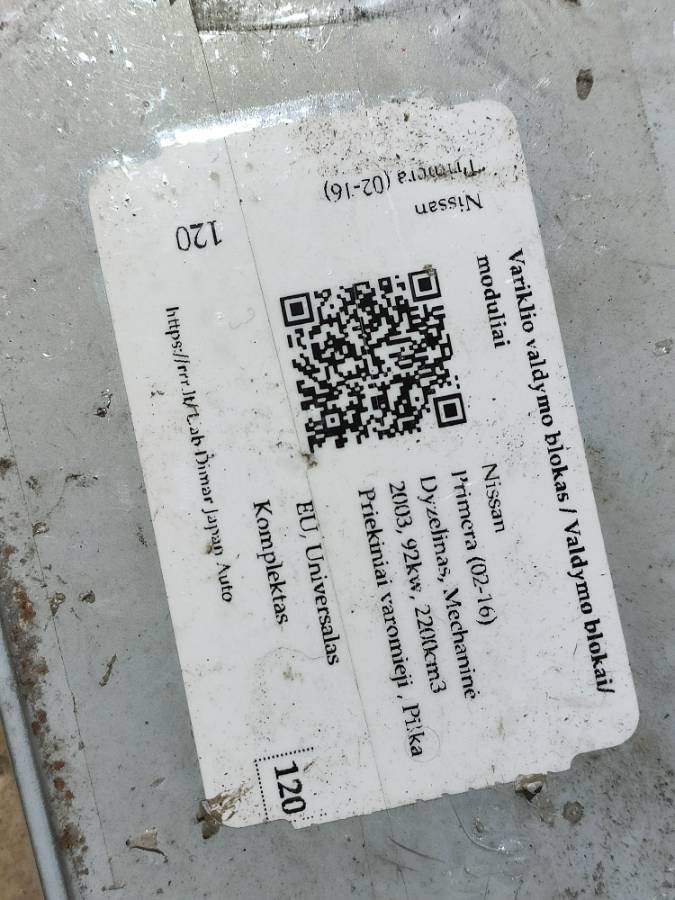 Variklio valdymo blokas / Valdymo blokai/
moduliai
Nissan
Primera (02-16)
Nissan
Primera (02-16)
Dyzelinas, Mechaninė
2003, 92kw, 2200cm3
Priekiniai varomieji , Pilka
EU, Universalas
Komplektas
120
https://rrr.lt/Lab Dimar Japan Auto
120